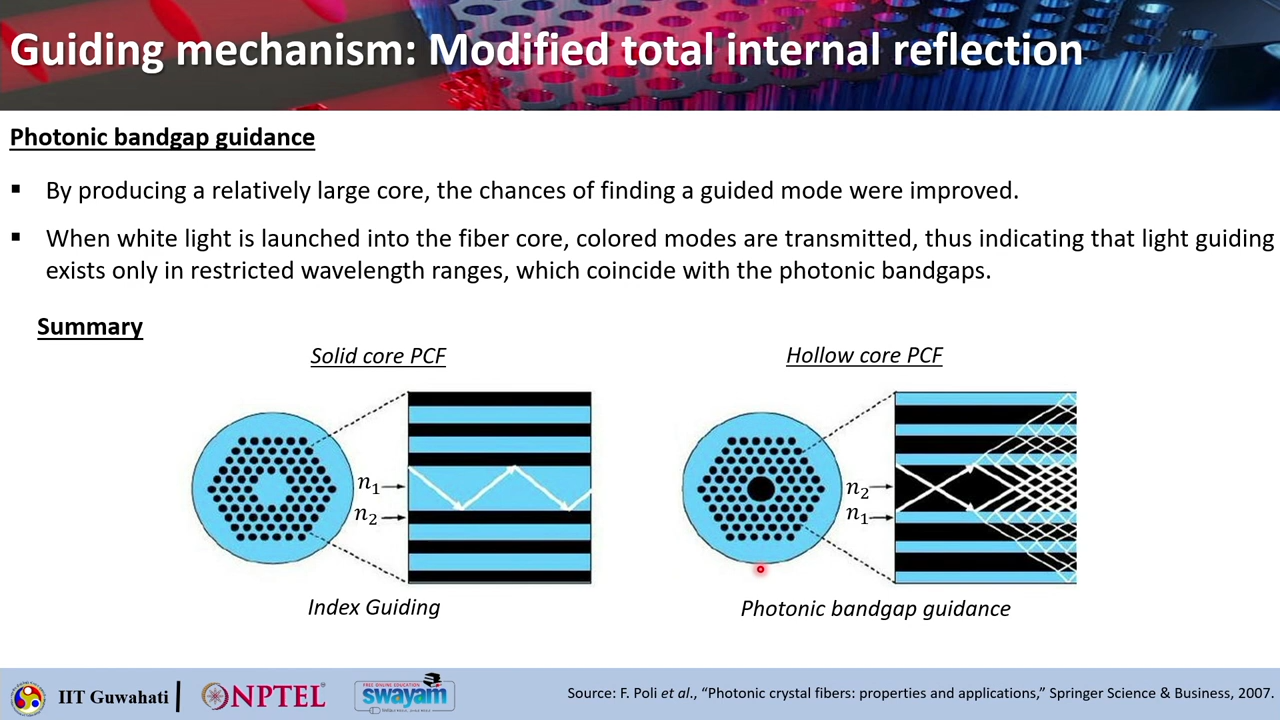 Guiding mechanism: Modified total internal reflection
Photonic bandgap guidance
▪ By producing a relatively large core, the chances of finding a guided mode were improved.
▪ When white light is launched into the fiber core, colored modes are transmitted, thus indicating that light guiding
exists only in restricted wavelength ranges, which coincide with the photonic bandgaps.
Summary
Solid core PCF
Hollow core PCF
n₁
n₂
n₂
n₁
Index Guiding
Photonic bandgap guidance
IIT Guwahati
NPTEL
FREE ONLINE EDUCATION
swayam
Source: F. Poli et al., “Photonic crystal fibers: properties and applications,” Springer Science & Business, 2007.